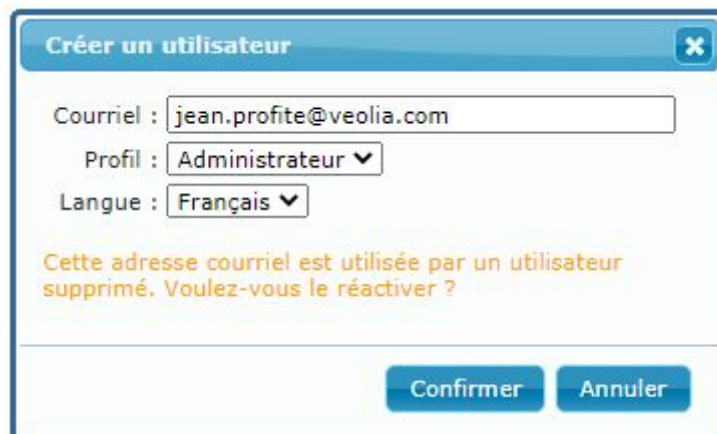 Créer un utilisateur
Courriel : jean.profite@veolia.com
Profil : Administrateur
Langue : Français
Cette adresse courriel est utilisée par un utilisateur
supprimé. Voulez-vous le réactiver ?
Confirmer Annuler